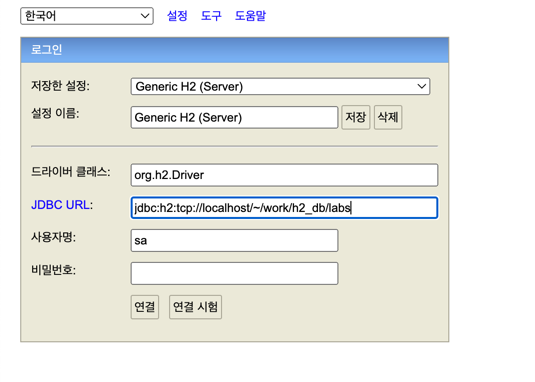 한국어 설정 도구 도움말
로그인
저장한 설정: Generic H2 (Server)
설정 이름: Generic H2 (Server) 저장 삭제
드라이버 클래스: org.h2.Driver
JDBC URL: jdbc:h2:tcp://localhost/~/work/h2_db/labs
사용자명: sa
비밀번호:
연결 연결 시험